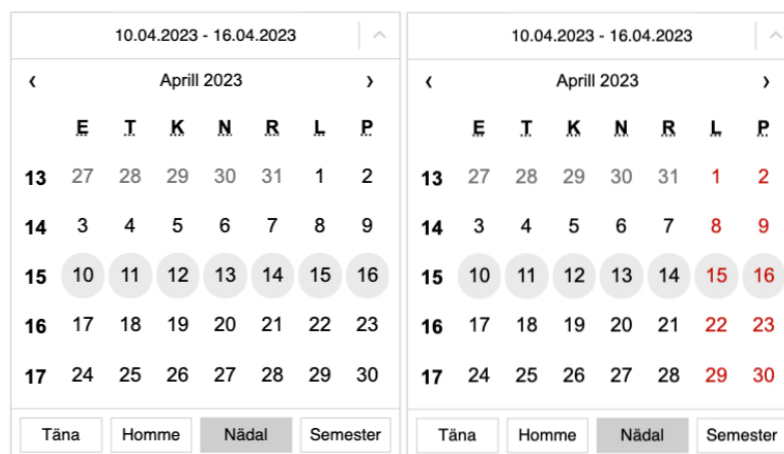 10.04.2023 - 16.04.2023
‹ Aprill 2023 ›
E T K N R L P
13 27 28 29 30 31 1 2
14 3 4 5 6 7 8 9
15 10 11 12 13 14 15 16
16 17 18 19 20 21 22 23
17 24 25 26 27 28 29 30
Täna Homme Nädal Semester
10.04.2023 - 16.04.2023
‹ Aprill 2023 ›
E T K N R L P
13 27 28 29 30 31 1 2
14 3 4 5 6 7 8 9
15 10 11 12 13 14 15 16
16 17 18 19 20 21 22 23
17 24 25 26 27 28 29 30
Täna Homme Nädal Semester